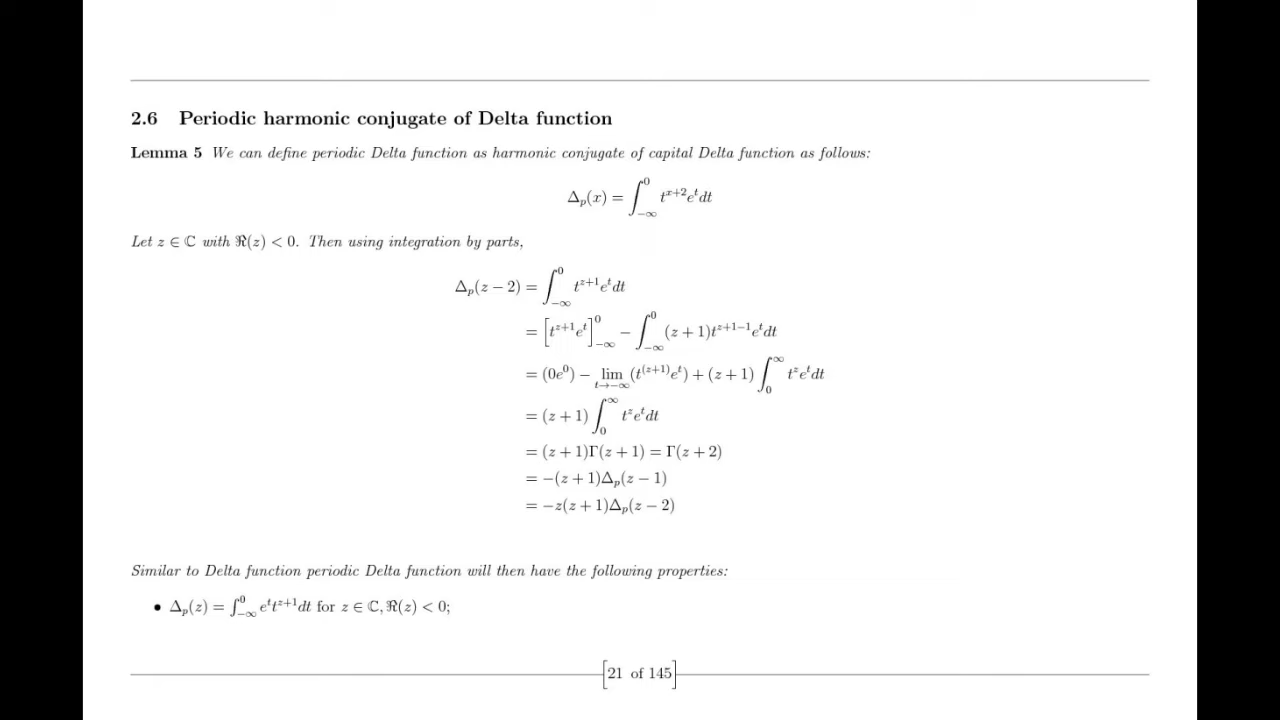 2.6 Periodic harmonic conjugate of Delta function
Lemma 5 We can define periodic Delta function as harmonic conjugate of capital Delta function as follows:
Δ_p(x) = ∫_{-∞}^{0} t^{x+2} e^t dt
Let z ∈ ℂ with ℜ(z) < 0. Then using integration by parts,
Δ_p(z − 2) = ∫_{-∞}^{0} t^{z+1} e^t dt
= [t^{z+1} e^t]_{-∞}^{0} − ∫_{-∞}^{0} (z + 1)t^{z+1−1} e^t dt
= (0e^0) − lim_{t→−∞} (t^{(z+1)} e^t) + (z + 1) ∫_{0}^{∞} t^z e^t dt
= (z + 1) ∫_{0}^{∞} t^z e^t dt
= (z + 1)Γ(z + 1) = Γ(z + 2)
= −(z + 1)Δ_p(z − 1)
= −z(z + 1)Δ_p(z − 2)
Similar to Delta function periodic Delta function will then have the following properties:
• Δ_p(z) = ∫_{-∞}^{0} e^t t^{z+1} dt for z ∈ ℂ, ℜ(z) < 0;
[21 of 145]